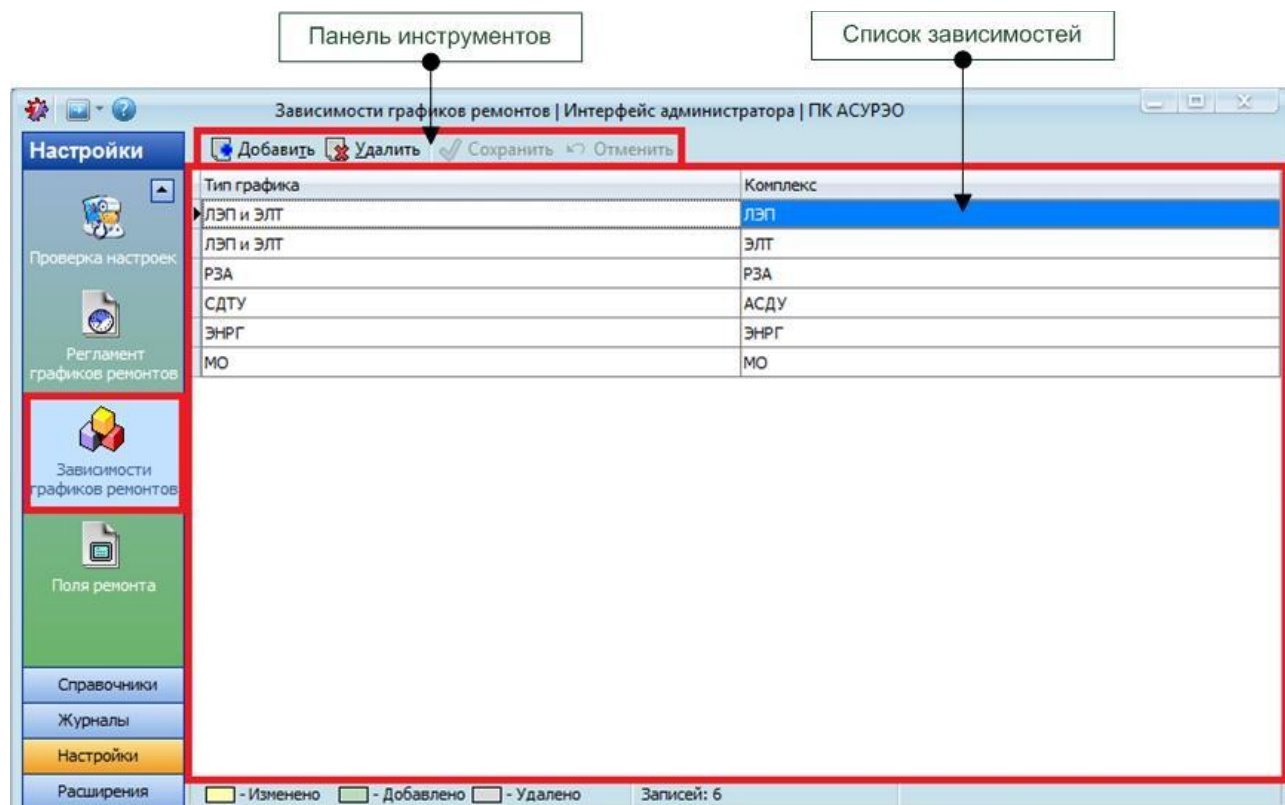 Панель инструментов
Список зависимостей
Зависимости графиков ремонтов | Интерфейс администратора | ПК АСУРЭО
Настройки
Добавить Удалить Сохранить Отменить
Тип графика Комплекс
ЛЭП и ЭЛТ ЛЭП
ЛЭП и ЭЛТ ЭЛТ
РЗА РЗА
СДТУ АСДУ
ЭНРГ ЭНРГ
МО МО
Проверка настроек
Регламент
графиков ремонтов
Зависимости
графиков ремонтов
Поля ремонта
Справочники
Журналы
Настройки
Расширения
- Изменено - Добавлено - Удалено Записей: 6